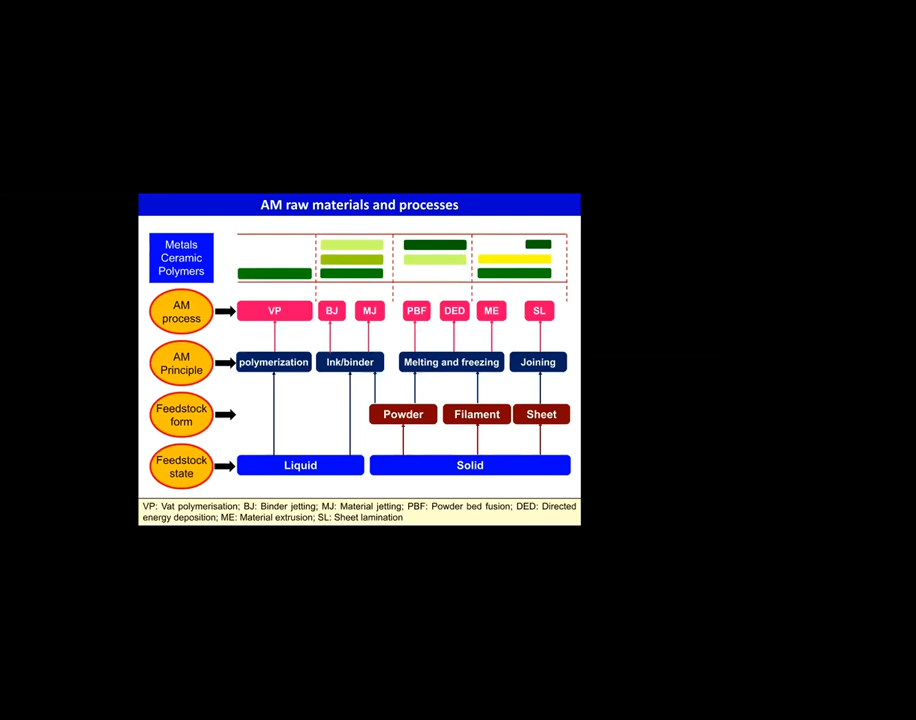 AM raw materials and processes
Metals
Ceramic
Polymers
AM
process
VP
BJ
MJ
PBF
DED
ME
SL
AM
Principle
polymerization
Ink/binder
Melting and freezing
Joining
Feedstock
form
Powder
Filament
Sheet
Feedstock
state
Liquid
Solid
VP: Vat polymerisation; BJ: Binder jetting; MJ: Material jetting; PBF: Powder bed fusion; DED: Directed
energy deposition; ME: Material extrusion; SL: Sheet lamination